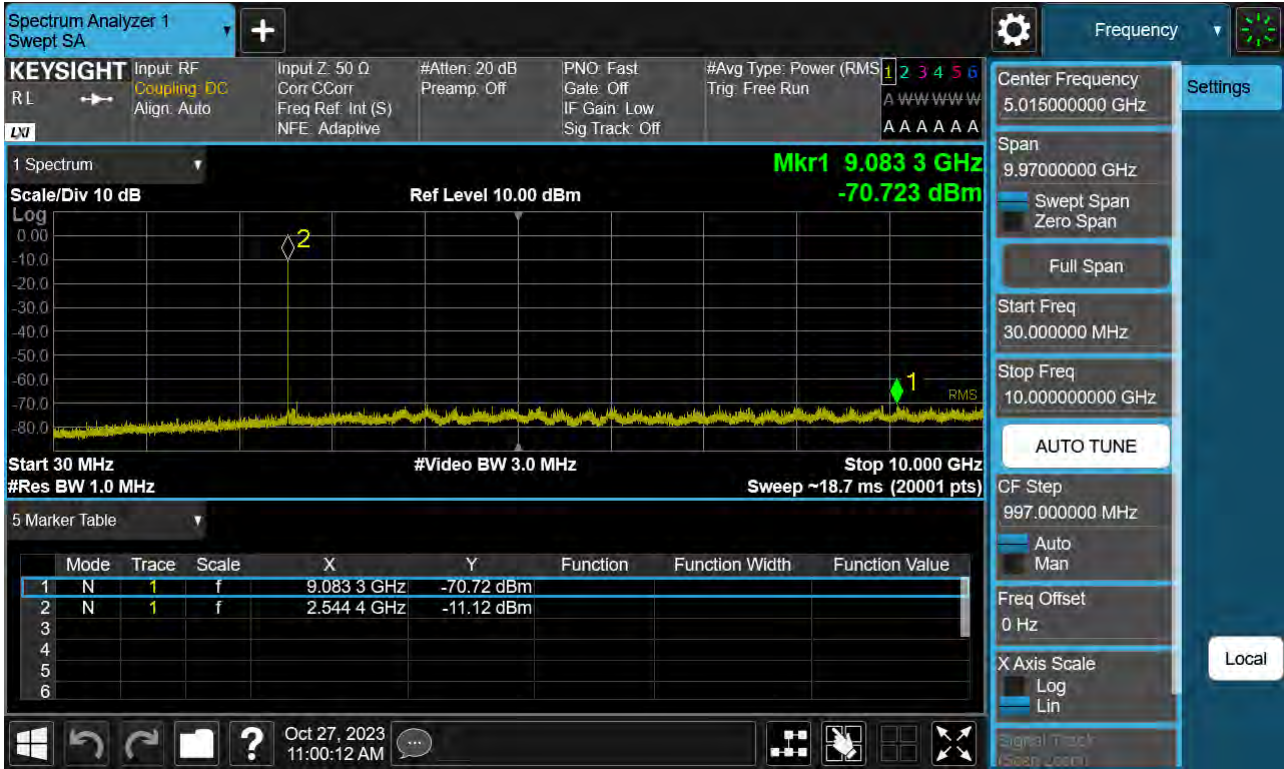 Spectrum Analyzer 1
Swept SA
Frequency
KEYSIGHT
RL
LXI
Input: RF
Coupling: DC
Align: Auto
Input Z: 50 Ω
Corr CCorr
Freq Ref: Int (S)
NFE: Adaptive
#Atten: 20 dB
Preamp: Off
PNO: Fast
Gate: Off
IF Gain: Low
Sig Track: Off
#Avg Type: Power (RMS
Trig: Free Run
1 2 3 4 5 6
A W W W W W
A A A A A A
1 Spectrum
Scale/Div 10 dB
Ref Level 10.00 dBm
Mkr1 9.083 3 GHz
-70.723 dBm
Log
0.00
-10.0
-20.0
-30.0
-40.0
-50.0
-60.0
-70.0
-80.0
2
1
RMS
Start 30 MHz
#Video BW 3.0 MHz
Stop 10.000 GHz
#Res BW 1.0 MHz
Sweep ~18.7 ms (20001 pts)
5 Marker Table
Mode Trace Scale X Y Function Function Width Function Value
1 N 1 f 9.083 3 GHz -70.72 dBm
2 N 1 f 2.544 4 GHz -11.12 dBm
3
4
5
6
Oct 27, 2023
11:00:12 AM
Center Frequency
5.015000000 GHz
Span
9.97000000 GHz
Swept Span
Zero Span
Full Span
Start Freq
30.000000 MHz
Stop Freq
10.000000000 GHz
AUTO TUNE
CF Step
997.000000 MHz
Auto
Man
Freq Offset
0 Hz
X Axis Scale
Log
Lin
Signal Track
(Span Zoom)
Settings
Local